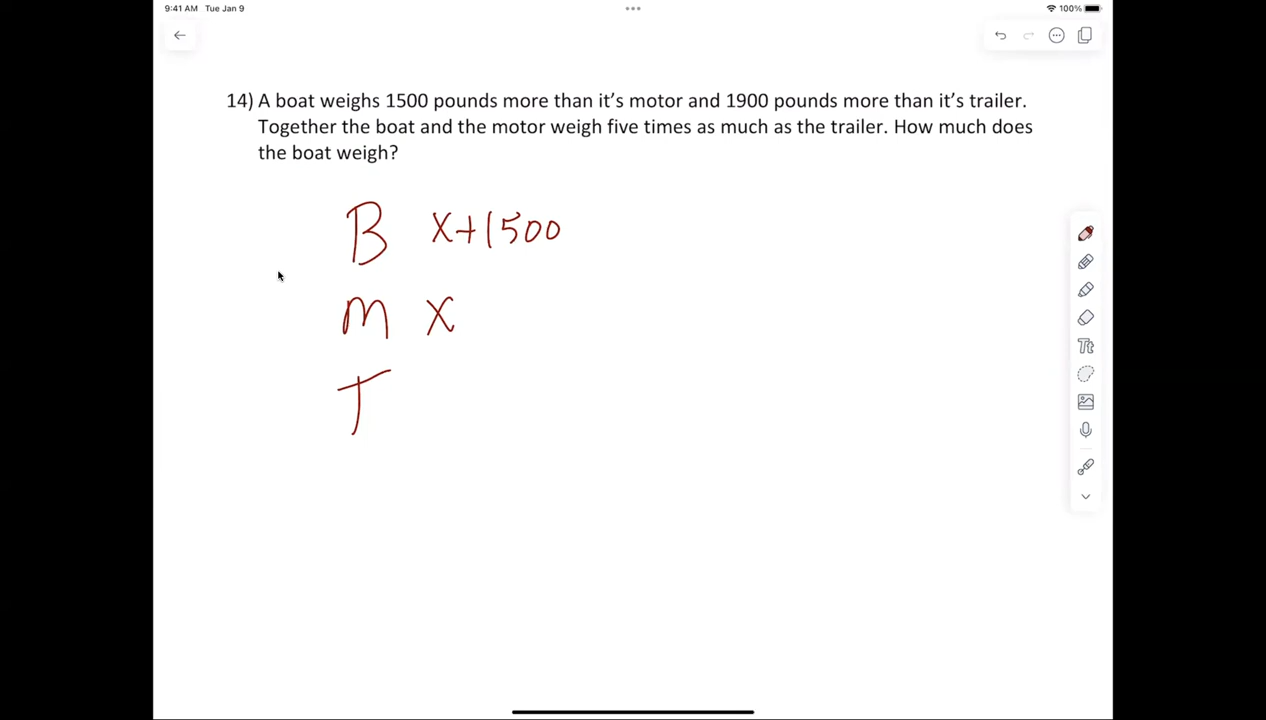 9:41 AM Tue Jan 9
100%
14) A boat weighs 1500 pounds more than it's motor and 1900 pounds more than it's trailer.
Together the boat and the motor weigh five times as much as the trailer. How much does
the boat weigh?
B x+1500
M x
T
Tt